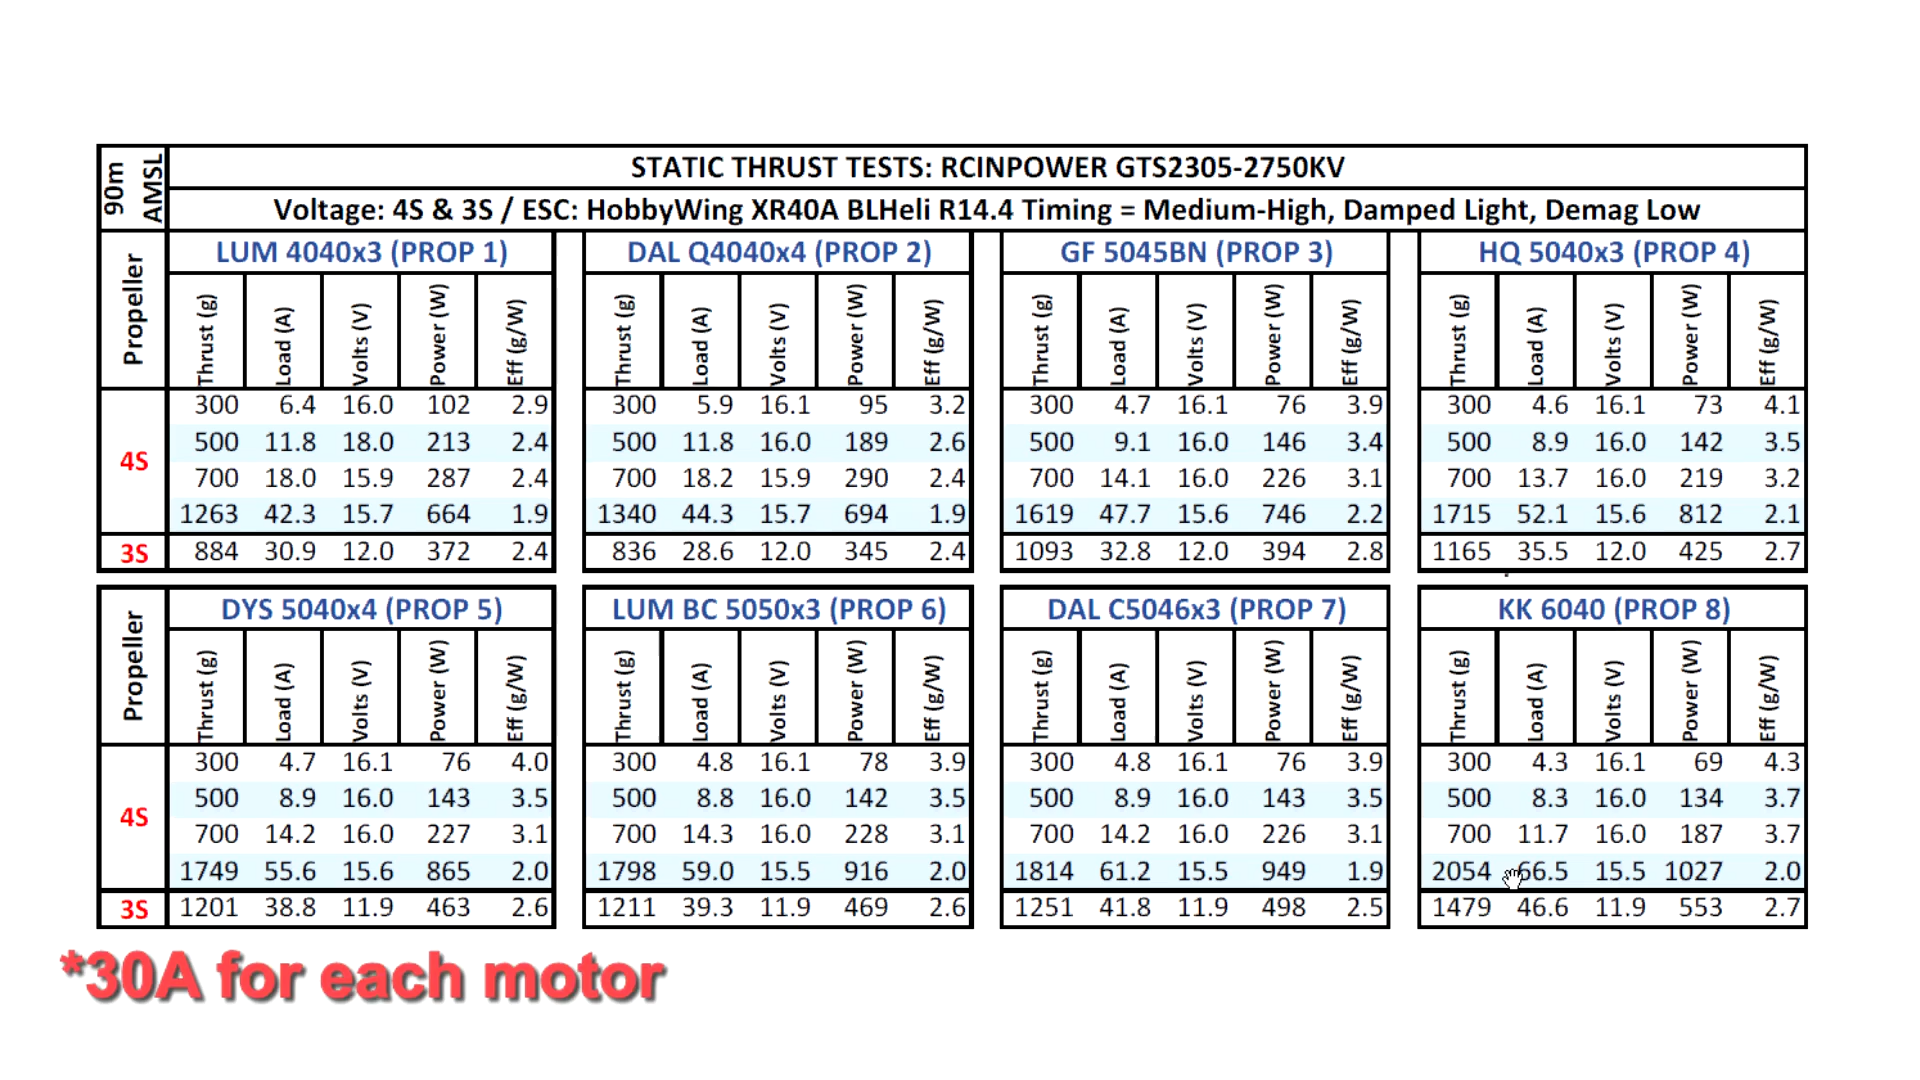 90m AMSL
STATIC THRUST TESTS: RCINPOWER GTS2305-2750KV
Voltage: 4S & 3S / ESC: HobbyWing XR40A BLHeli R14.4 Timing = Medium-High, Damped Light, Demag Low
Propeller LUM 4040x3 (PROP 1) DAL Q4040x4 (PROP 2) GF 5045BN (PROP 3) HQ 5040x3 (PROP 4)
Thrust (g) Load (A) Volts (V) Power (W) Eff (g/W) Thrust (g) Load (A) Volts (V) Power (W) Eff (g/W) Thrust (g) Load (A) Volts (V) Power (W) Eff (g/W) Thrust (g) Load (A) Volts (V) Power (W) Eff (g/W)
4S
300 6.4 16.0 102 2.9 300 5.9 16.1 95 3.2 300 4.7 16.1 76 3.9 300 4.6 16.1 73 4.1
500 11.8 18.0 213 2.4 500 11.8 16.0 189 2.6 500 9.1 16.0 146 3.4 500 8.9 16.0 142 3.5
700 18.0 15.9 287 2.4 700 18.2 15.9 290 2.4 700 14.1 16.0 226 3.1 700 13.7 16.0 219 3.2
1263 42.3 15.7 664 1.9 1340 44.3 15.7 694 1.9 1619 47.7 15.6 746 2.2 1715 52.1 15.6 812 2.1
3S 884 30.9 12.0 372 2.4 836 28.6 12.0 345 2.4 1093 32.8 12.0 394 2.8 1165 35.5 12.0 425 2.7
Propeller DYS 5040x4 (PROP 5) LUM BC 5050x3 (PROP 6) DAL C5046x3 (PROP 7) KK 6040 (PROP 8)
Thrust (g) Load (A) Volts (V) Power (W) Eff (g/W) Thrust (g) Load (A) Volts (V) Power (W) Eff (g/W) Thrust (g) Load (A) Volts (V) Power (W) Eff (g/W) Thrust (g) Load (A) Volts (V) Power (W) Eff (g/W)
4S
300 4.7 16.1 76 4.0 300 4.8 16.1 78 3.9 300 4.8 16.1 76 3.9 300 4.3 16.1 69 4.3
500 8.9 16.0 143 3.5 500 8.8 16.0 142 3.5 500 8.9 16.0 143 3.5 500 8.3 16.0 134 3.7
700 14.2 16.0 227 3.1 700 14.3 16.0 228 3.1 700 14.2 16.0 226 3.1 700 11.7 16.0 187 3.7
1749 55.6 15.6 865 2.0 1798 59.0 15.5 916 2.0 1814 61.2 15.5 949 1.9 2054 66.5 15.5 1027 2.0
3S 1201 38.8 11.9 463 2.6 1211 39.3 11.9 469 2.6 1251 41.8 11.9 498 2.5 1479 46.6 11.9 553 2.7
*30A for each motor